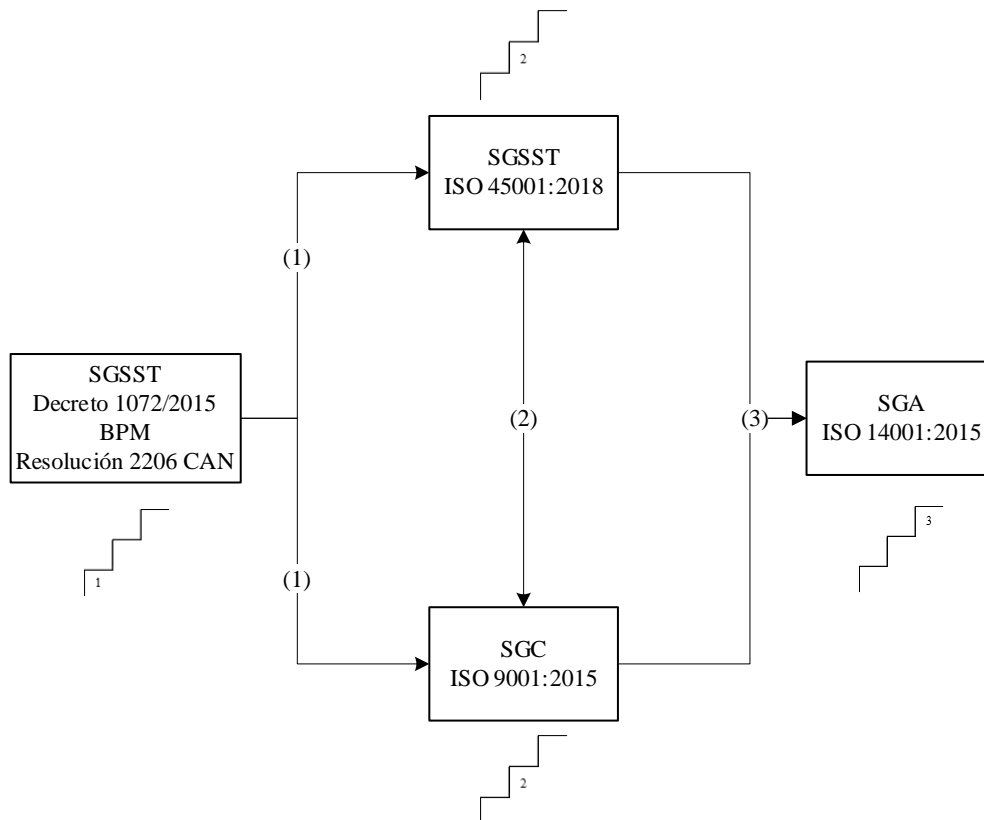 2
SGSST
ISO 45001:2018
(1)
SGSST
Decreto 1072/2015
BPM
Resolución 2206 CAN
1
(2)
(3)
SGA
ISO 14001:2015
3
(1)
SGC
ISO 9001:2015
2